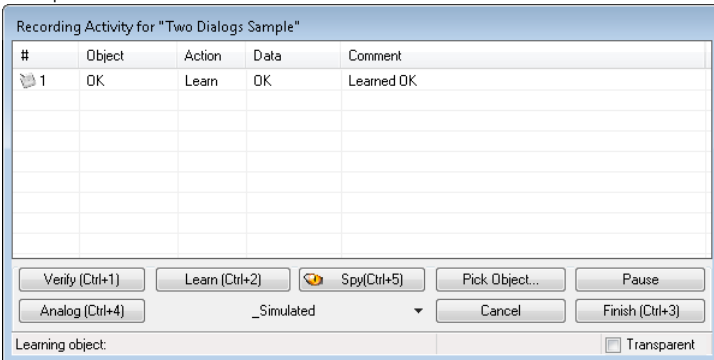 Recording Activity for "Two Dialogs Sample"
# Object Action Data Comment
1 OK Learn OK Learned OK
Verify (Ctrl+1) Learn (Ctrl+2) Spy(Ctrl+5) Pick Object... Pause
Analog (Ctrl+4) _Simulated Cancel Finish (Ctrl+3)
Learning object: Transparent